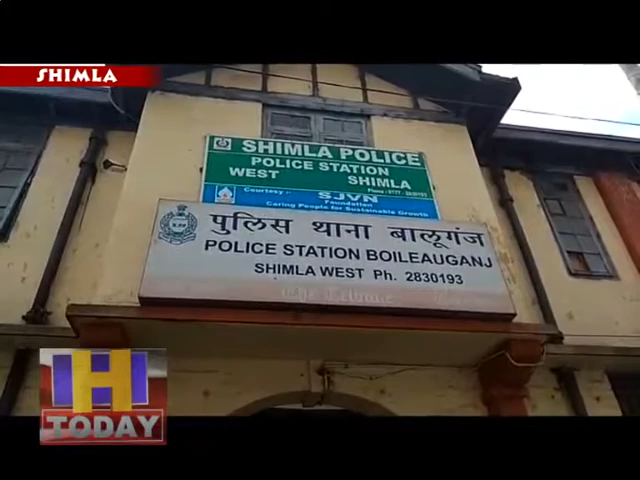 SHIMLA
SHIMLA POLICE
POLICE STATION
WEST SHIMLA
Courtesy :-
SJVN
Foundation
Caring People for Sustainable Growth
पुलिस थाना बालूगंज
POLICE STATION BOILEAUGANJ
SHIMLA WEST Ph. 2830193
The Tribune
H
TODAY